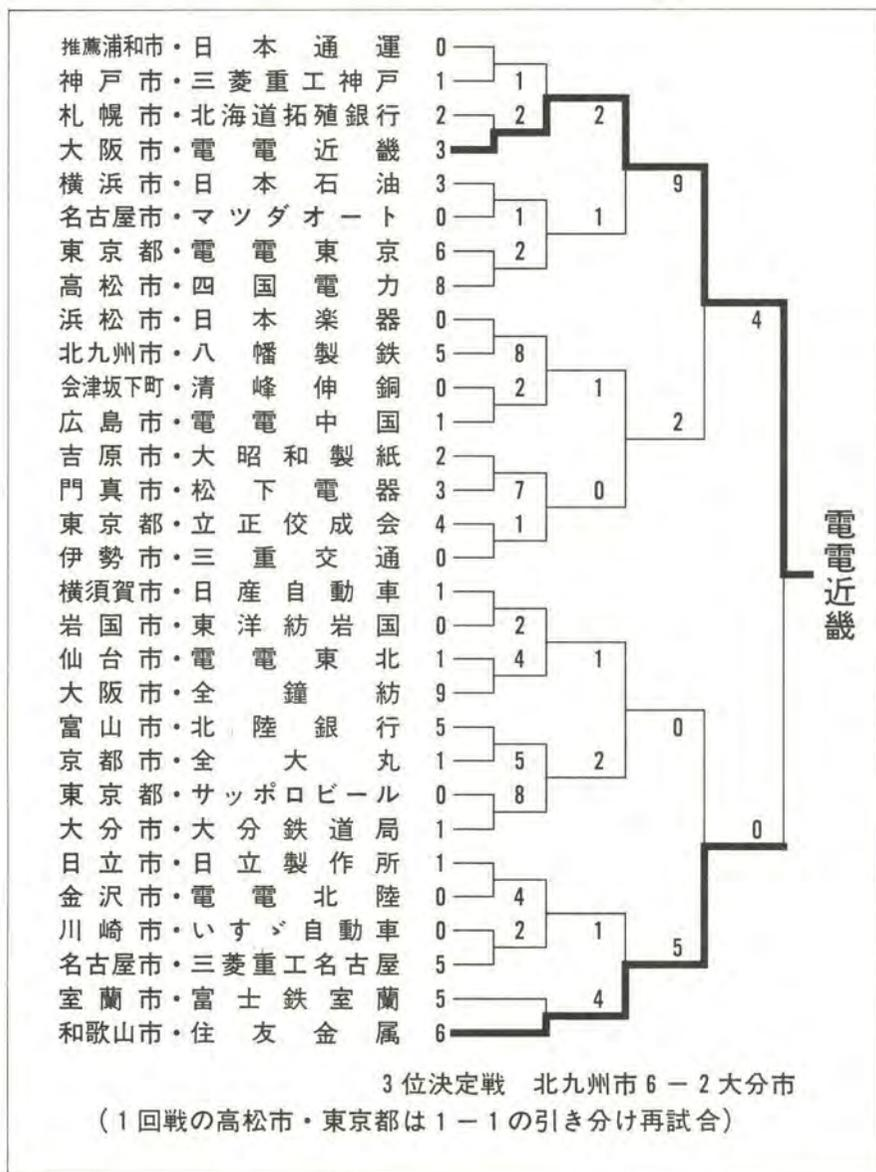 推薦浦和市・日本通運 0
神戸市・三菱重工神戸 1
札幌市・北海道拓殖銀行 2
大阪市・電電近畿 3
横浜市・日本石油 3
名古屋市・マツダオート 0
東京都・電電東京 6
高松市・四国電力 8
浜松市・日本楽器 0
北九州市・八幡製鉄 5
会津坂下町・清峰伸銅 0
広島市・電電中国 1
吉原市・大昭和製紙 2
門真市・松下電器 3
東京都・立正佼成会 4
伊勢市・三重交通 0
横須賀市・日産自動車 1
岩国市・東洋紡岩国 0
仙台市・電電東北 1
大阪市・全鐘紡 9
富山市・北陸銀行 5
京都市・全大丸 1
東京都・サッポロビール 0
大分市・大分鉄道局 1
日立市・日立製作所 1
金沢市・電電北陸 0
川崎市・いすゞ自動車 0
名古屋市・三菱重工名古屋 5
室蘭市・富士鉄室蘭 5
和歌山市・住友金属 6
1
2
1
2
8
2
7
1
2
4
5
8
4
2
2
1
1
0
1
2
1
4
9
2
0
5
4
0
電電近畿
3位決定戦 北九州市6－2大分市
（1回戦の高松市・東京都は1－1の引き分け再試合）